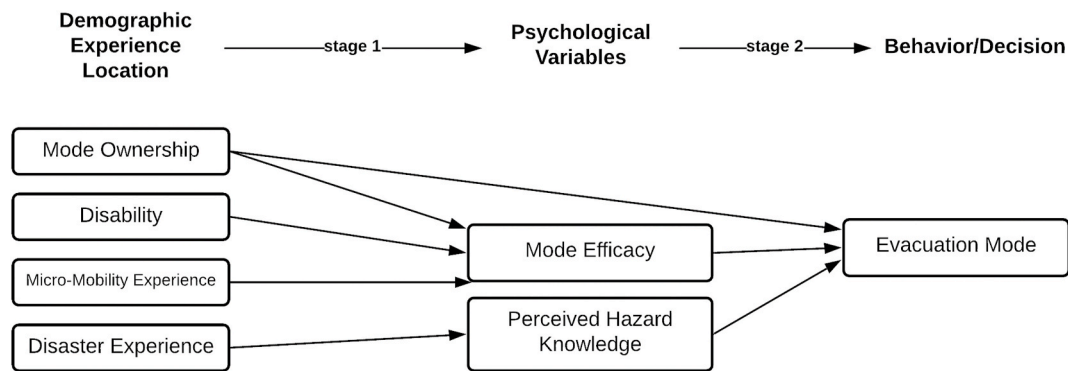 Demographic
Experience
Location
stage 1
Psychological
Variables
stage 2
Behavior/Decision
Mode Ownership
Disability
Micro-Mobility Experience
Disaster Experience
Mode Efficacy
Perceived Hazard
Knowledge
Evacuation Mode